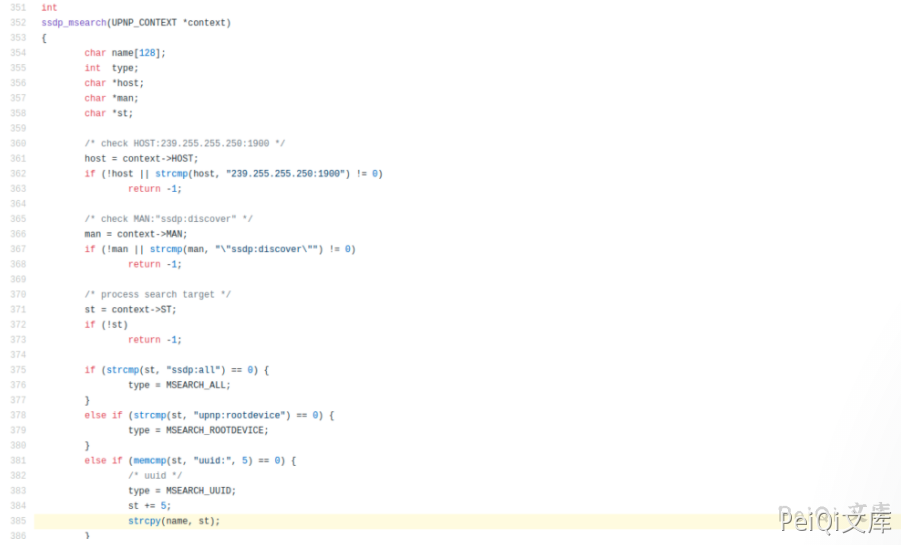 351 int
352 ssdp_msearch(UPNP_CONTEXT *context)
353 {
354 char name[128];
355 int type;
356 char *host;
357 char *man;
358 char *st;
359
360 /* check HOST:239.255.255.250:1900 */
361 host = context->HOST;
362 if (!host || strcmp(host, "239.255.255.250:1900") != 0)
363 return -1;
364
365 /* check MAN:"ssdp:discover" */
366 man = context->MAN;
367 if (!man || strcmp(man, "\"ssdp:discover\"") != 0)
368 return -1;
369
370 /* process search target */
371 st = context->ST;
372 if (!st)
373 return -1;
374
375 if (strcmp(st, "ssdp:all") == 0) {
376 type = MSEARCH_ALL;
377 }
378 else if (strcmp(st, "upnp:rootdevice") == 0) {
379 type = MSEARCH_ROOTDEVICE;
380 }
381 else if (memcmp(st, "uuid:", 5) == 0) {
382 /* uuid */
383 type = MSEARCH_UUID;
384 st += 5;
385 strcpy(name, st);
386 }
PeiQi文库
PeiQi文库